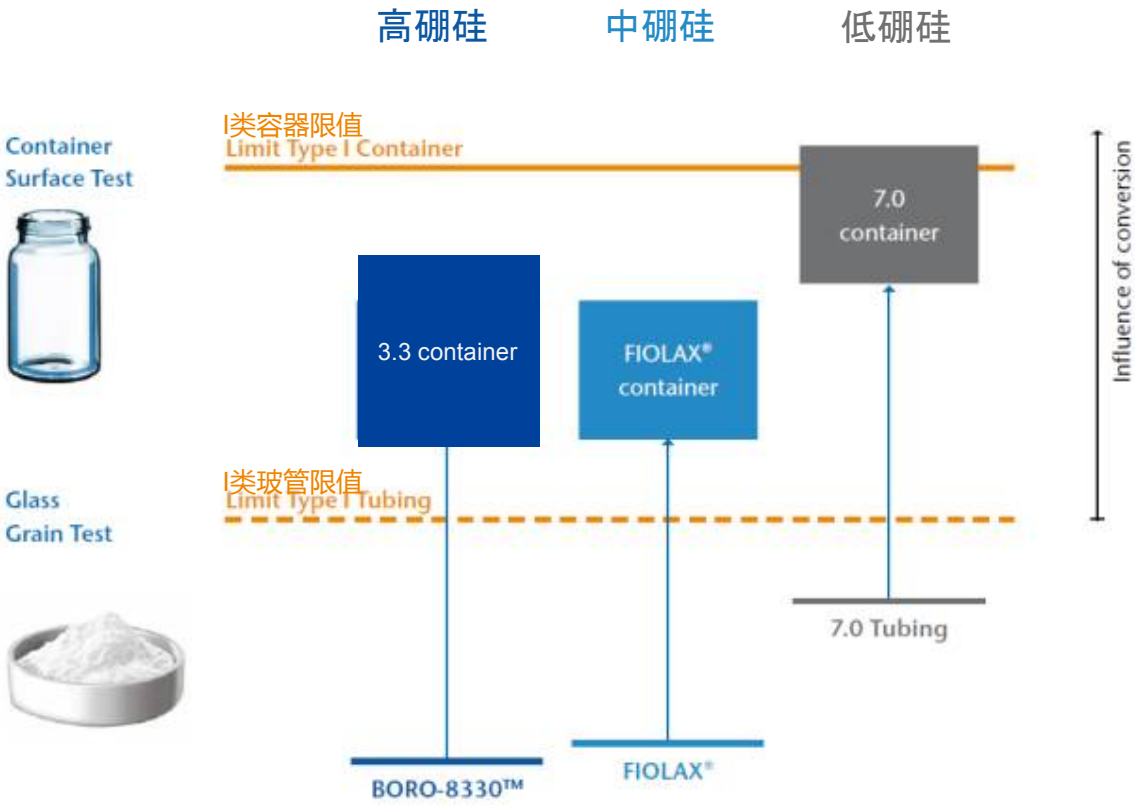 高硼硅
中硼硅
低硼硅
I类容器限值
Limit Type I Container
Container
Surface Test
7.0
container
3.3 container
FIOLAX®
container
Influence of conversion
I类玻管限值
Limit Type I Tubing
Glass
Grain Test
7.0 Tubing
BORO-8330™
FIOLAX®